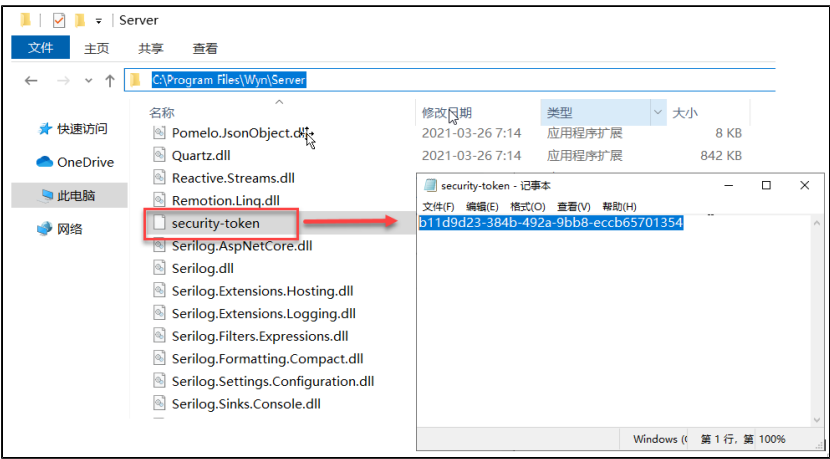 Server
文件 主页 共享 查看
C:\Program Files\Wyn\Server
名称 修改日期 类型 大小
快速访问
OneDrive
此电脑
网络
Pomelo.JsonObject.dll 2021-03-26 7:14 应用程序扩展 8 KB
Quartz.dll 2021-03-26 7:14 应用程序扩展 842 KB
Reactive.Streams.dll
Remotion.Linq.dll
security-token
Serilog.AspNetCore.dll
Serilog.dll
Serilog.Extensions.Hosting.dll
Serilog.Extensions.Logging.dll
Serilog.Filters.Expressions.dll
Serilog.Formatting.Compact.dll
Serilog.Settings.Configuration.dll
Serilog.Sinks.Console.dll
security-token - 记事本
文件(F) 编辑(E) 格式(O) 查看(V) 帮助(H)
b11d9d23-384b-492a-9bb8-eccb65701354
Windows (( 第 1 行, 第 100%